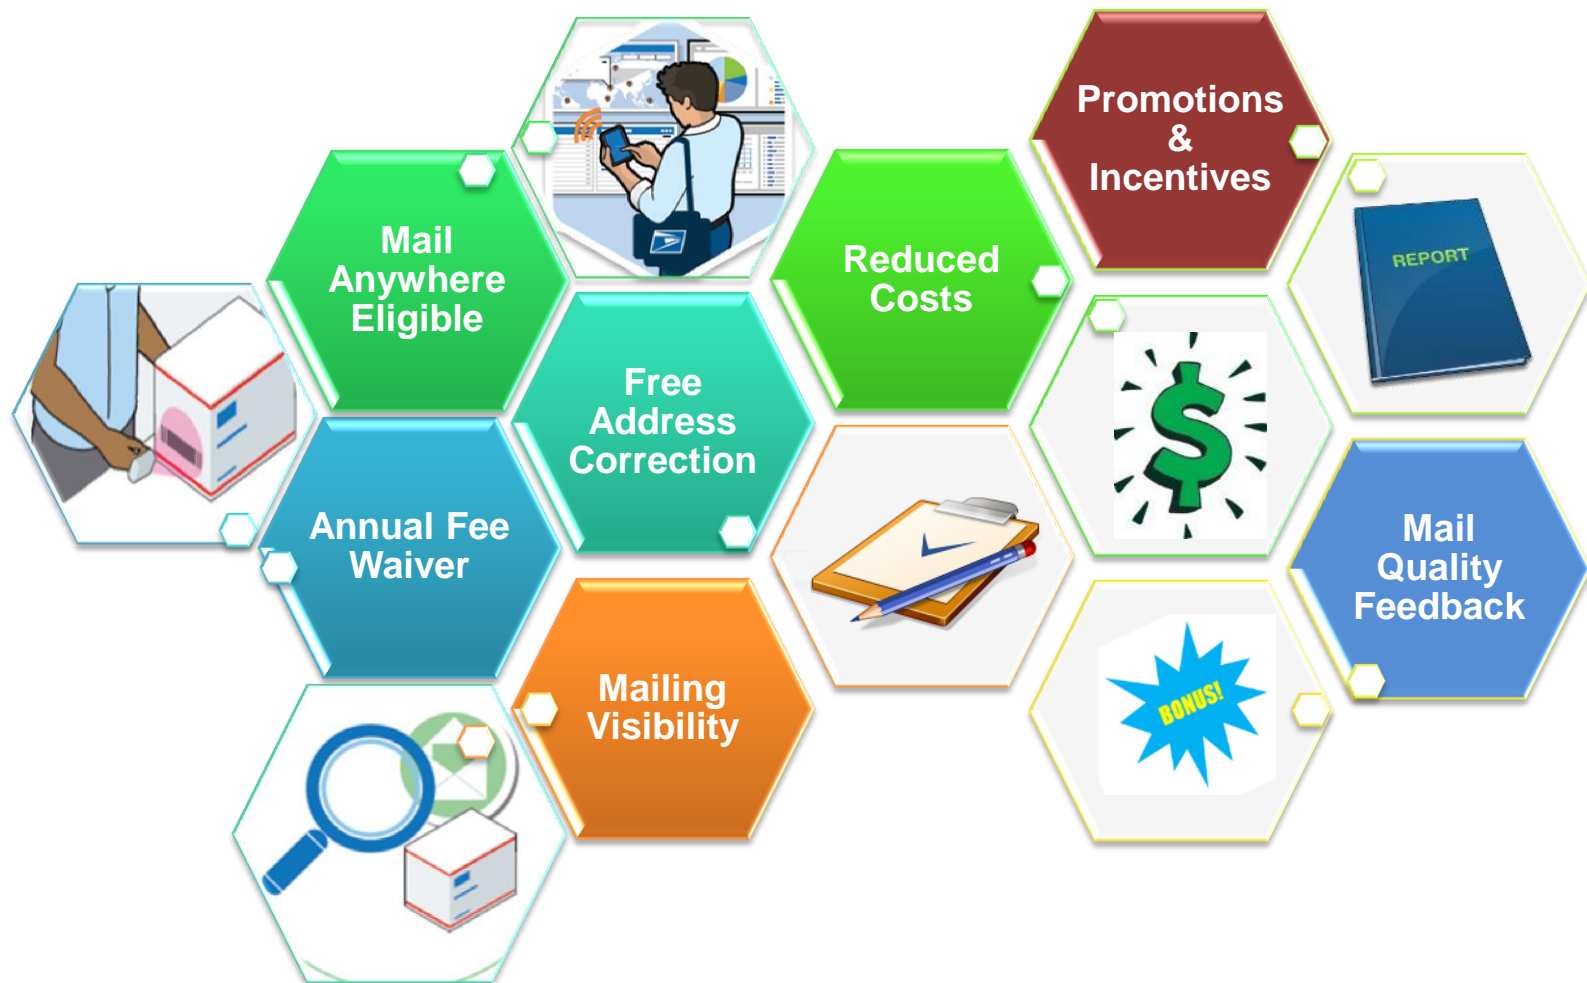 Promotions
&
Incentives
Mail
Anywhere
Eligible
Reduced
Costs
REPORT
Free
Address
Correction
Annual Fee
Waiver
Mail
Quality
Feedback
Mailing
Visibility
BONUS!